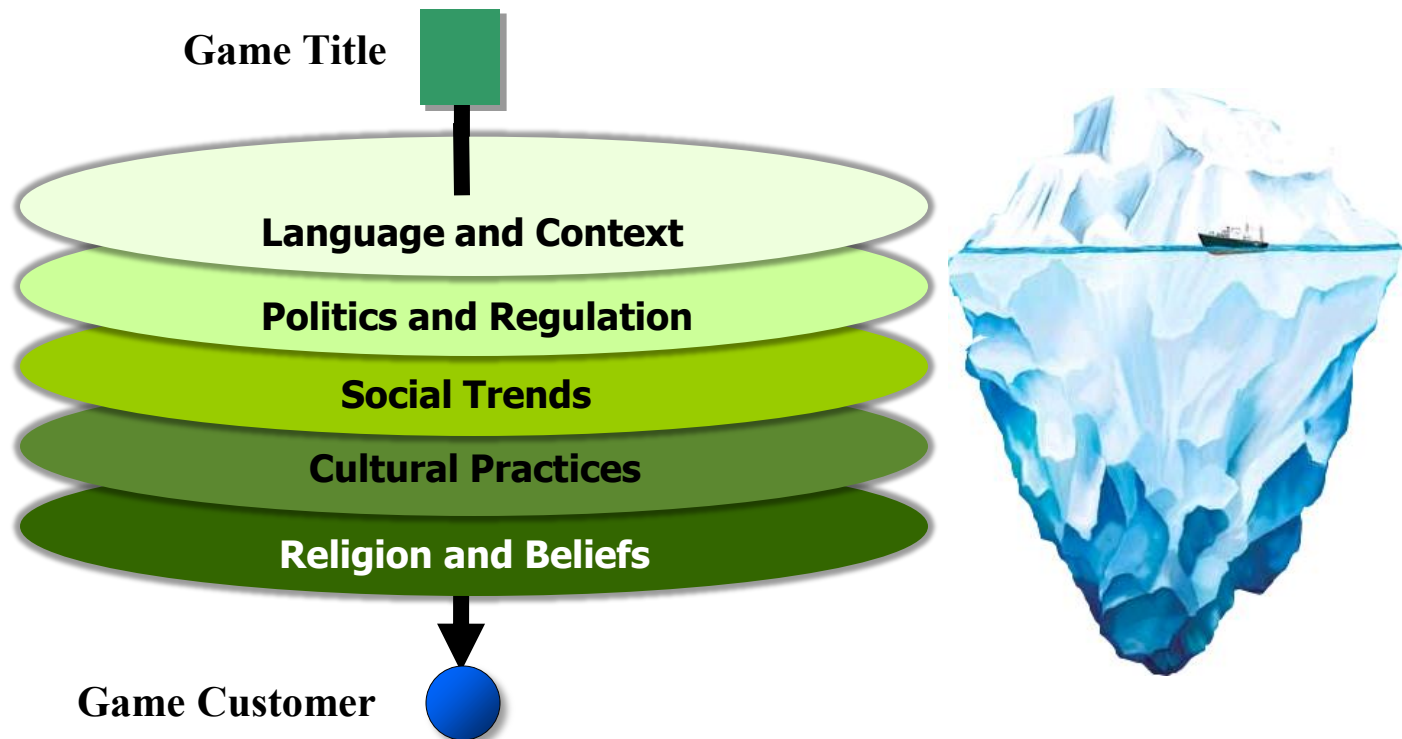 Game Title
Language and Context
Politics and Regulation
Social Trends
Cultural Practices
Religion and Beliefs
Game Customer